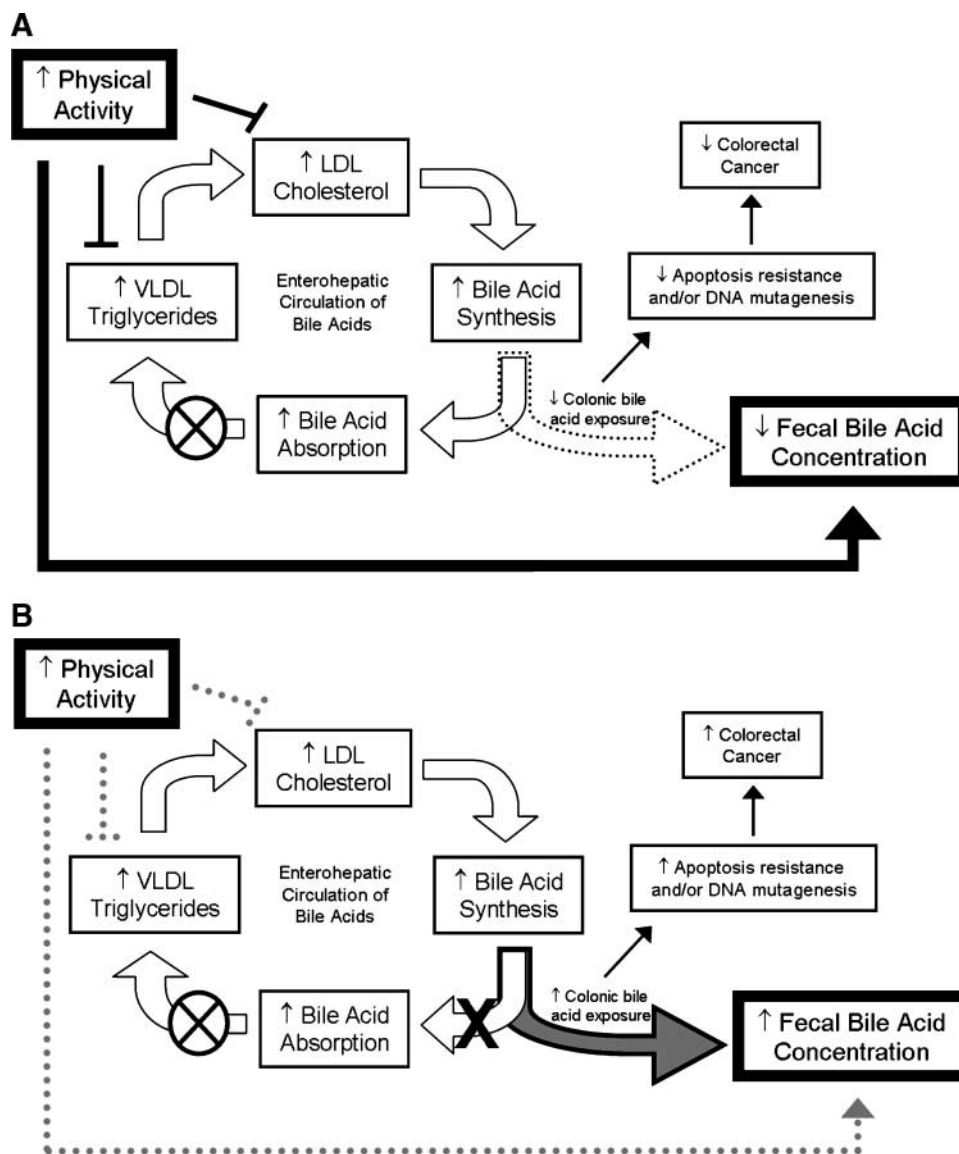 A
↑ Physical
Activity
↑ LDL
Cholesterol
↓ Colorectal
Cancer
↑ VLDL
Triglycerides
Enterohepatic
Circulation of
Bile Acids
↑ Bile Acid
Synthesis
↓ Apoptosis resistance
and/or DNA mutagenesis
↑ Bile Acid
Absorption
↓ Colonic bile
acid exposure
↓ Fecal Bile Acid
Concentration
B
↑ Physical
Activity
↑ LDL
Cholesterol
↑ Colorectal
Cancer
↑ VLDL
Triglycerides
Enterohepatic
Circulation of
Bile Acids
↑ Bile Acid
Synthesis
↑ Apoptosis resistance
and/or DNA mutagenesis
↑ Bile Acid
Absorption
X
↑ Colonic bile
acid exposure
↑ Fecal Bile Acid
Concentration